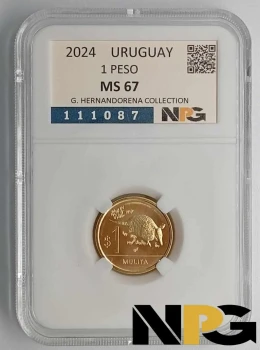 2024 URUGUAY
1 PESO
MS 67
G. HERNANDORENA COLLECTION
111087 NPG
$1
MULITA
NPG